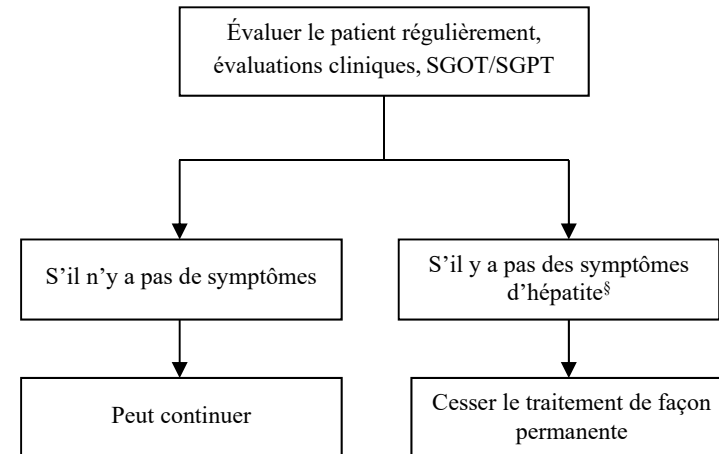 Évaluer le patient régulièrement,
évaluations cliniques, SGOT/SGPT
S’il n’y a pas de symptômes
S’il y a pas des symptômes
d’hépatite§
Peut continuer
Cesser le traitement de façon
permanente